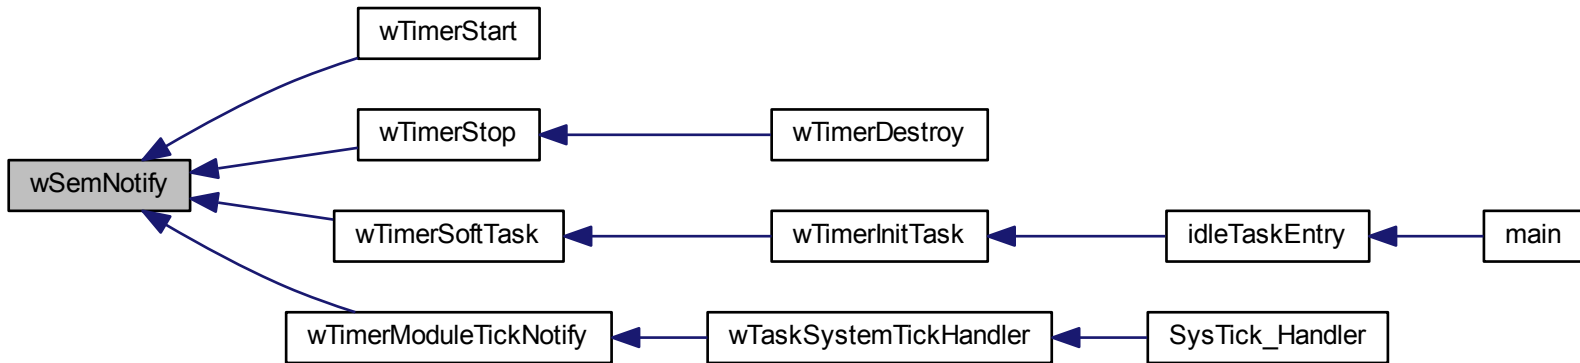 wTimerStart
wTimerStop
wTimerDestroy
wSemNotify
wTimerSoftTask
wTimerInitTask
idleTaskEntry
main
wTimerModuleTickNotify
wTaskSystemTickHandler
SysTick_Handler